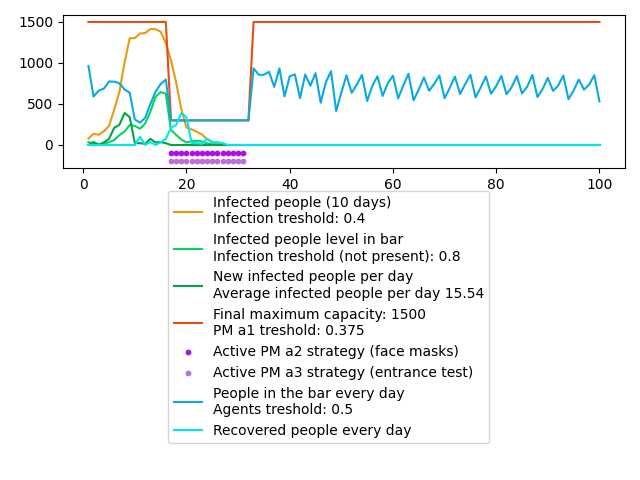 1500
1000
500
0
0 20 40 60 80 100
Infected people (10 days)
Infection treshold: 0.4
Infected people level in bar
Infection treshold (not present): 0.8
New infected people per day
Average infected people per day 15.54
Final maximum capacity: 1500
PM a1 treshold: 0.375
Active PM a2 strategy (face masks)
Active PM a3 strategy (entrance test)
People in the bar every day
Agents treshold: 0.5
Recovered people every day